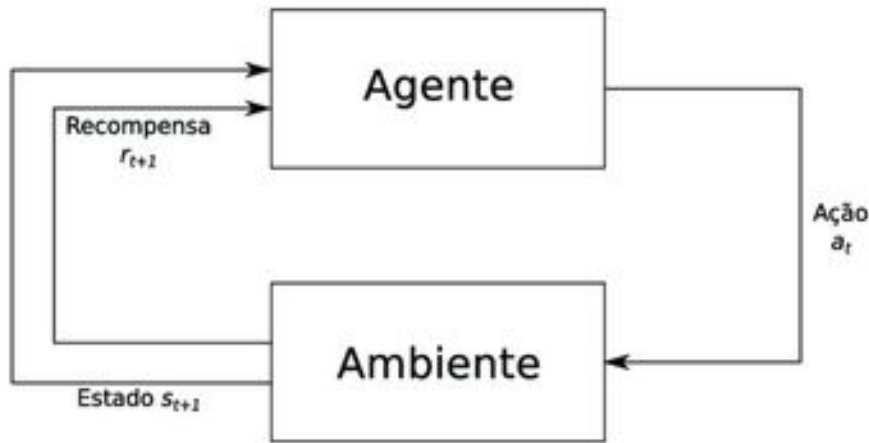 Agente
Recompensa
r_{t+1}
Ação
a_t
Ambiente
Estado s_{t+1}